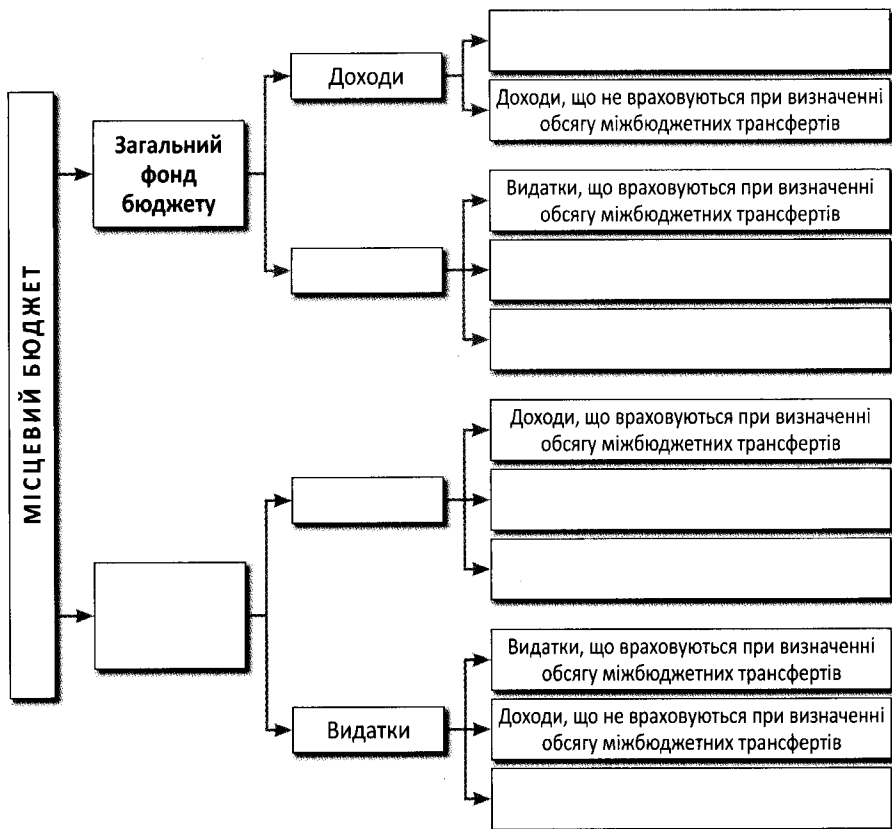 МІСЦЕВИЙ БЮДЖЕТ
Загальний
фонд
бюджету
Доходи
Доходи, що не враховуються при визначенні
обсягу міжбюджетних трансфертів
Видатки, що враховуються при визначенні
обсягу міжбюджетних трансфертів
Доходи, що враховуються при визначенні
обсягу міжбюджетних трансфертів
Видатки
Видатки, що враховуються при визначенні
обсягу міжбюджетних трансфертів
Доходи, що не враховуються при визначенні
обсягу міжбюджетних трансфертів